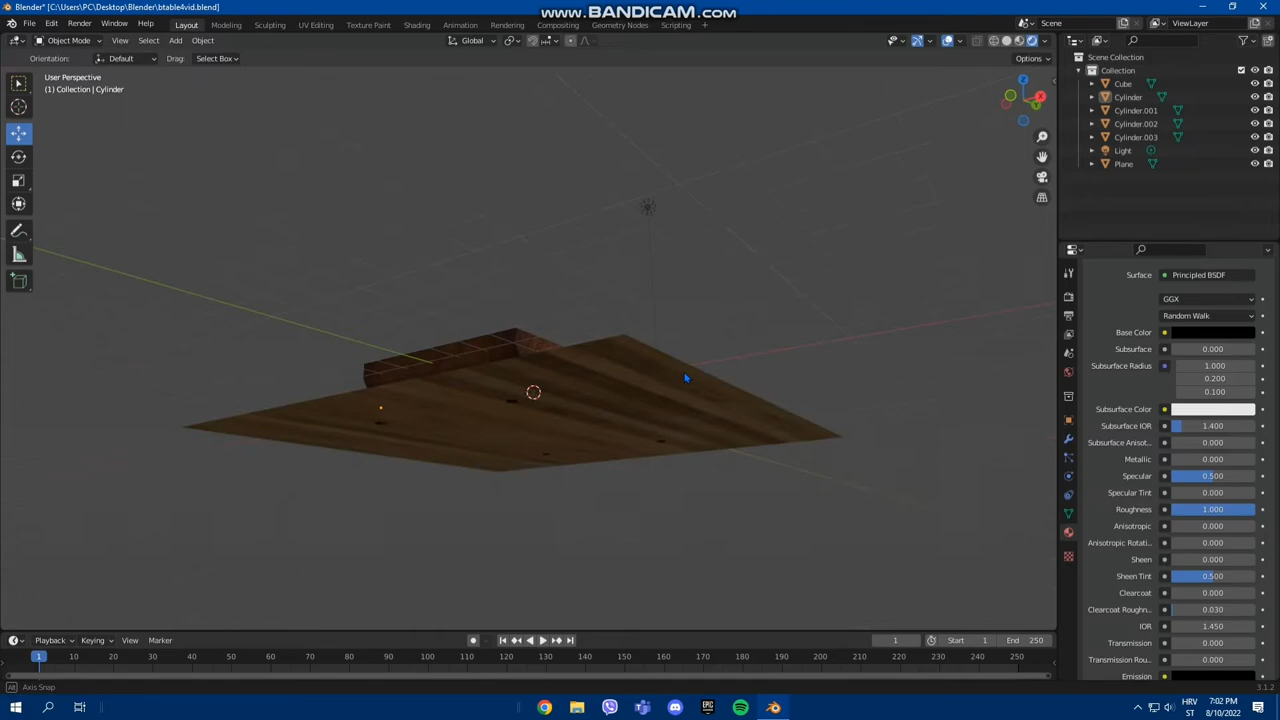 Blender* [C:\Users\PC\Desktop\Blender\btable4vid.blend]
www.BANDICAM.com
File Edit Render Window Help Layout Modeling Sculpting UV Editing Texture Paint Shading Animation Rendering Compositing Geometry Nodes Scripting Scene ViewLayer
Object Mode View Select Add Object Global
Orientation: Default Drag: Select Box Options
User Perspective
(1) Collection | Cylinder
Z
X
Y
Scene Collection
Collection
Cube
Cylinder
Cylinder.001
Cylinder.002
Cylinder.003
Light
Plane
Surface Principled BSDF
GGX
Random Walk
Base Color
Subsurface 0.000
Subsurface Radius 1.000
0.200
0.100
Subsurface Color
Subsurface IOR 1.400
Subsurface Anisot... 0.000
Metallic 0.000
Specular 0.500
Specular Tint 0.000
Roughness 1.000
Anisotropic 0.000
Anisotropic Rotati... 0.000
Sheen 0.000
Sheen Tint 0.500
Clearcoat 0.000
Clearcoat Roughn... 0.030
IOR 1.450
Transmission 0.000
Transmission Rou... 0.000
Emission
Playback Keying View Marker 1 Start 1 End 250
1 10 20 30 40 50 60 70 80 90 100 110 120 130 140 150 160 170 180 190 200 210 220 230 240 250
Axis Snap 3.1.2
EPIC
HRV 7:02 PM
ST 8/10/2022